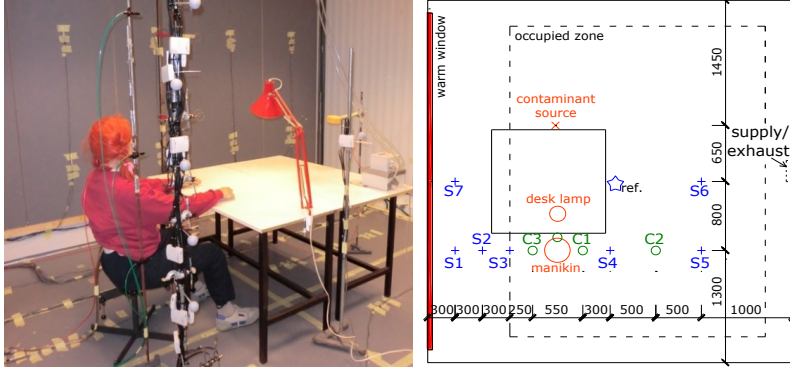 warm window
occupied zone
1450
contaminant
source
supply/
exhaust
650
S7
ref.
S6
desk lamp
800
S2
C3
C1
C2
S1
S3
S4
S5
manikin
1300
300
300
300
250
550
300
500
500
1000